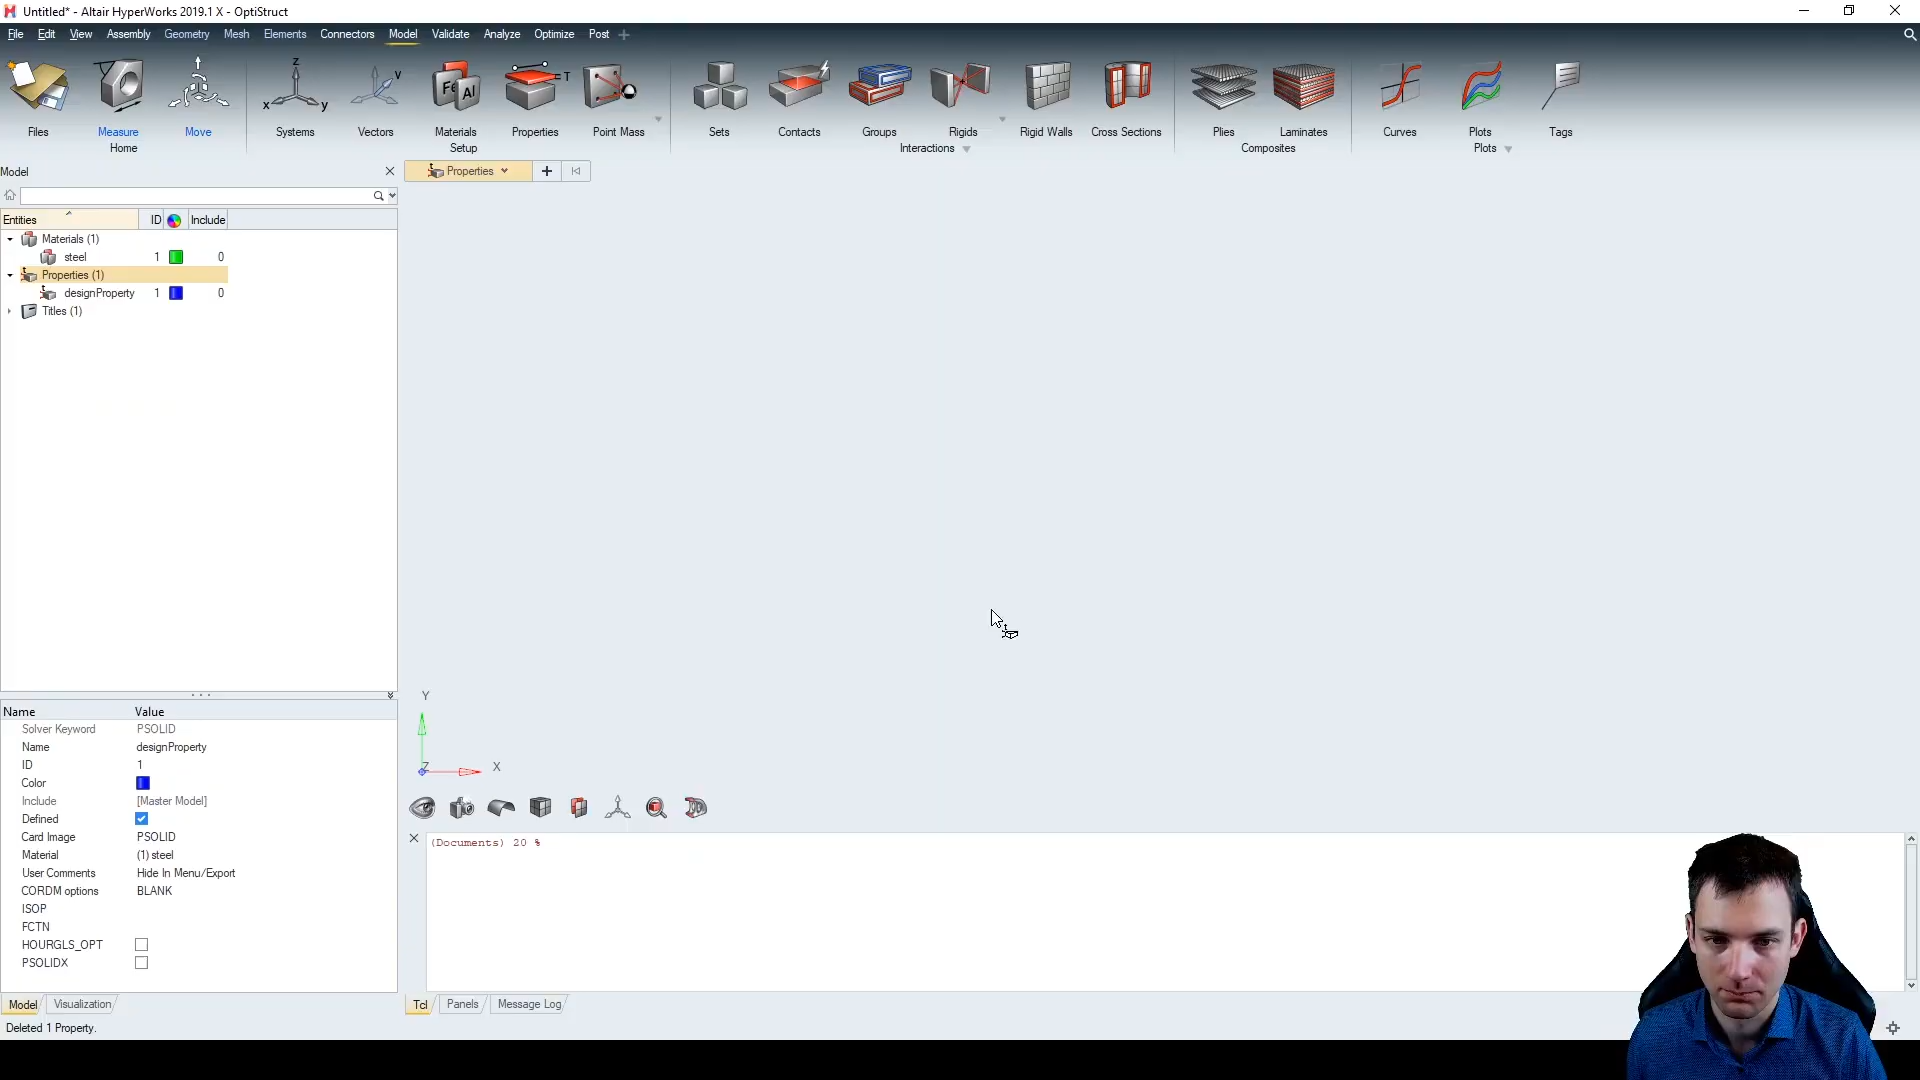 Untitled* - Altair HyperWorks 2019.1 X - OptiStruct
File Edit View Assembly Geometry Mesh Elements Connectors Model Validate Analyze Optimize Post
Files Measure Move Systems Vectors Materials Properties Point Mass Sets Contacts Groups Rigids Rigid Walls Cross Sections Plies Laminates Curves Plots Tags
Home Setup Interactions Composites Plots
Model
Properties
Entities ID Include
Materials (1)
steel 1 0
Properties (1)
designProperty 1 0
Titles (1)
Name Value
Solver Keyword PSOLID
Name designProperty
ID 1
Color
Include [Master Model]
Defined
Card Image PSOLID
Material (1) steel
User Comments Hide In Menu/Export
CORDM options BLANK
ISOP
FCTN
HOURGLS_OPT
PSOLIDX
Y
Z X
(Documents) 20 %
Model Visualization
Tcl Panels Message Log
Deleted 1 Property.